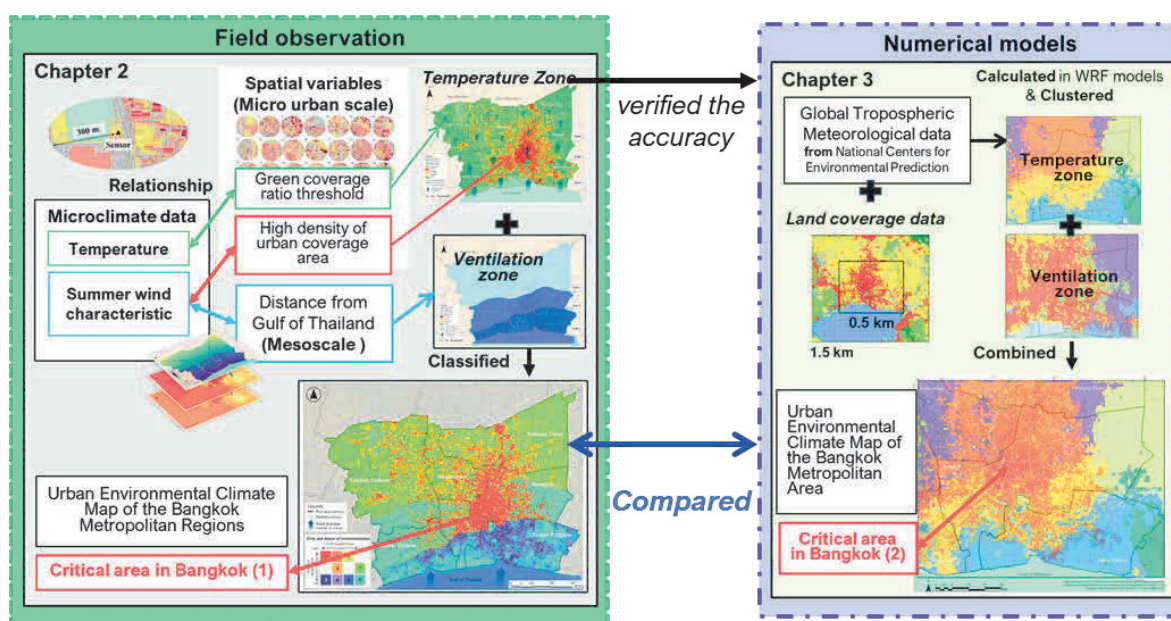 Field observation
Chapter 2
300 m.
Sensor
Spatial variables
(Micro urban scale)
Temperature Zone
Relationship
Green coverage
ratio threshold
Microclimate data
Temperature
High density of
urban coverage
area
Summer wind
characteristic
Ventilation
zone
Distance from
Gulf of Thailand
(Mesoscale )
Classified
Urban Environmental Climate
Map of the Bangkok
Metropolitan Regions
Critical area in Bangkok (1)
verified the
accuracy
Compared
Numerical models
Chapter 3
Calculated in WRF models
& Clustered
Global Tropospheric
Meteorological data
from National Centers for
Environmental Prediction
Temperature
zone
Land coverage data
0.5 km
1.5 km
Ventilation
zone
Combined
Urban
Environmental
Climate Map of
the Bangkok
Metropolitan
Area
Critical area
in Bangkok (2)